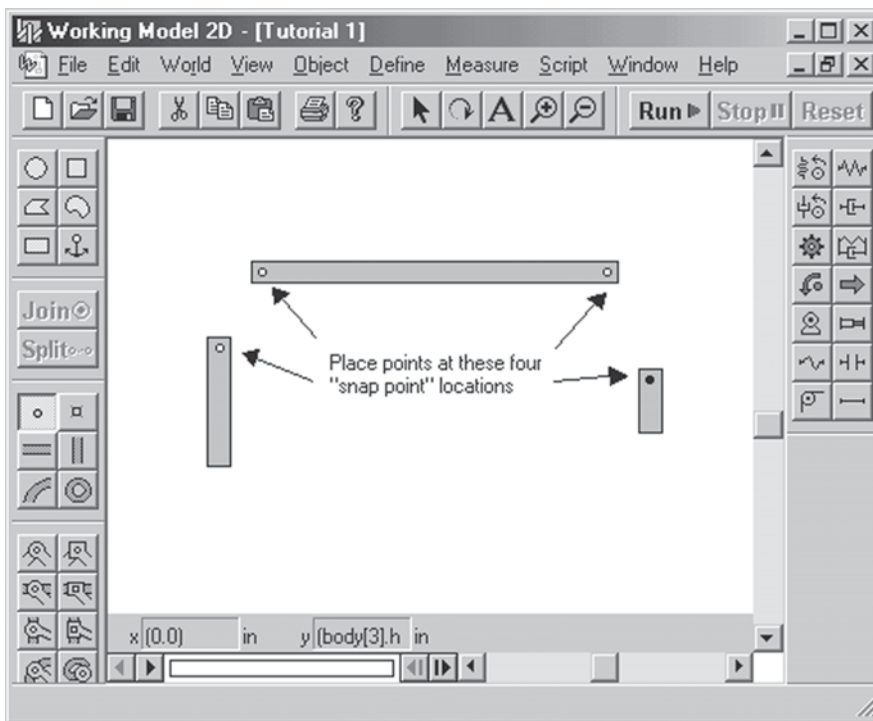 Working Model 2D - [Tutorial 1]
File Edit World View Object Define Measure Script Window Help
Run Stop Reset
Join
Split
Place points at these four
"snap point" locations
x (0.0) in y (body[3].h in